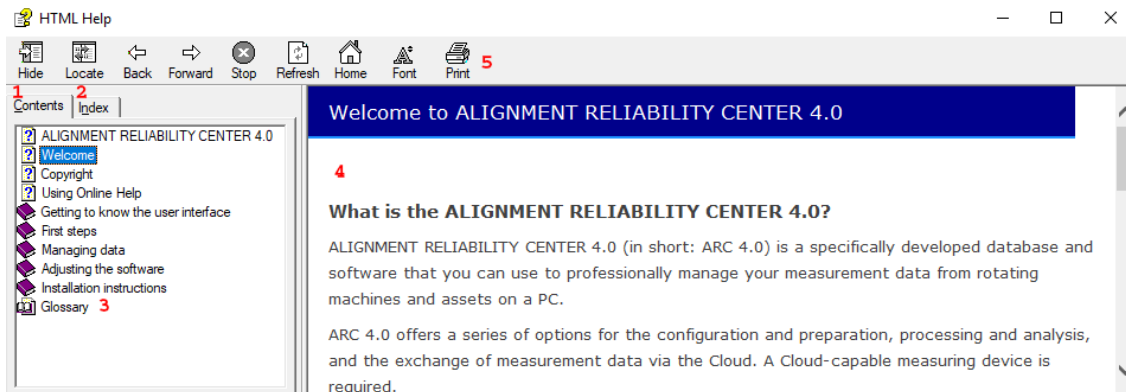 HTML Help
Hide Locate Back Forward Stop Refresh Home Font Print 5
1 2
Contents Index
ALIGNMENT RELIABILITY CENTER 4.0
Welcome
Copyright
Using Online Help
Getting to know the user interface
First steps
Managing data
Adjusting the software
Installation instructions
Glossary 3
Welcome to ALIGNMENT RELIABILITY CENTER 4.0
4
What is the ALIGNMENT RELIABILITY CENTER 4.0?
ALIGNMENT RELIABILITY CENTER 4.0 (in short: ARC 4.0) is a specifically developed database and
software that you can use to professionally manage your measurement data from rotating
machines and assets on a PC.
ARC 4.0 offers a series of options for the configuration and preparation, processing and analysis,
and the exchange of measurement data via the Cloud. A Cloud-capable measuring device is
required.